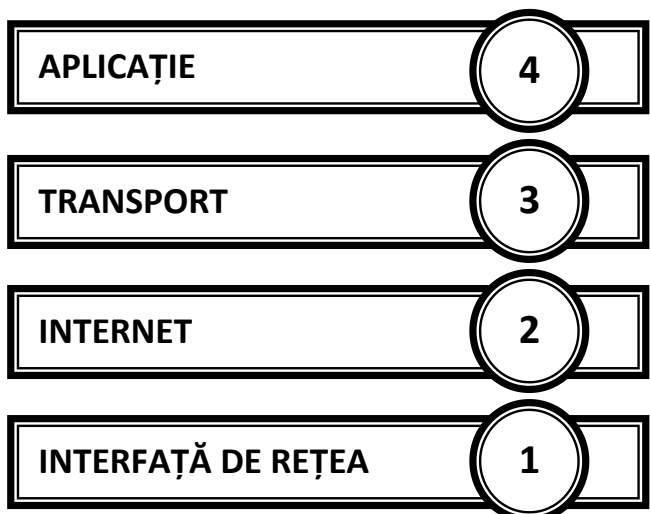 APLICAȚIE 4
TRANSPORT 3
INTERNET 2
INTERFAȚĂ DE REȚEA 1